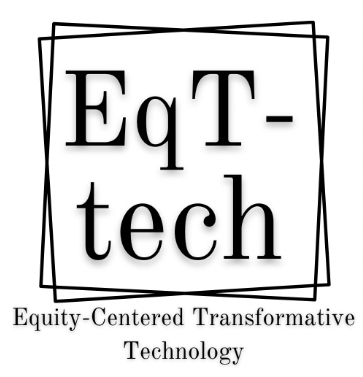 EqT-
tech
Equity-Centered Transformative
Technology